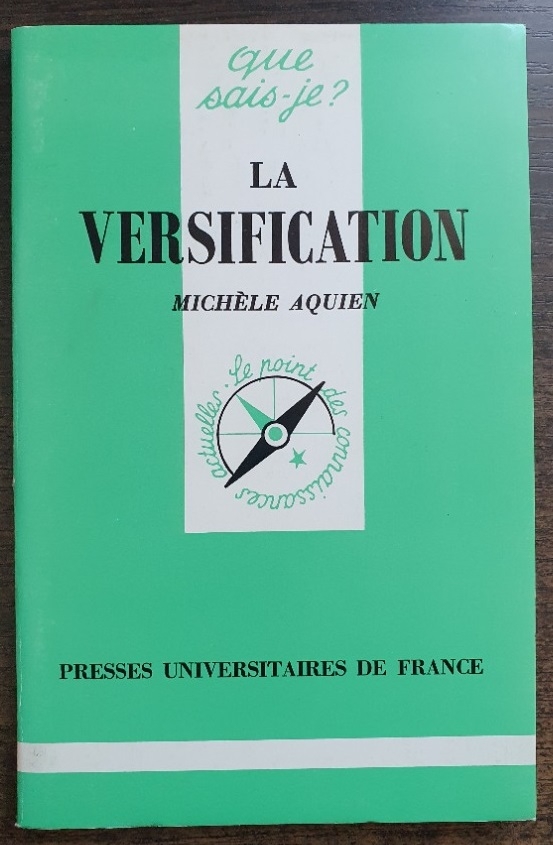 que
sais-je?
LA
VERSIFICATION
MICHÈLE AQUIEN
Le point des connaissances actuelles.
PRESSES UNIVERSITAIRES DE FRANCE